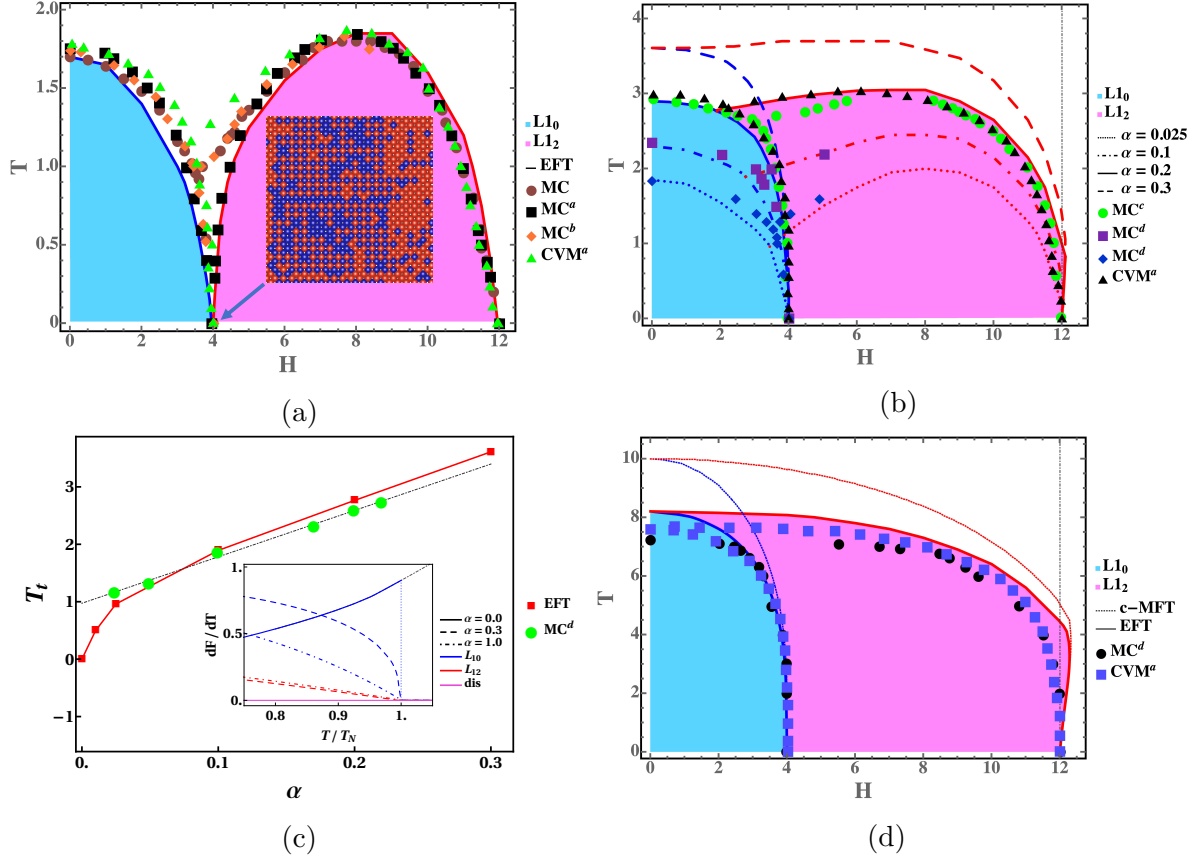 T
2.0
1.5
1.0
0.5
0
0 2 4 6 8 10 12
H
L1₀
L1₂
EFT
MC
MCᵃ
MCᵇ
CVMᵃ
(a)
T
4
3
2
1
0
0 2 4 6 8 10 12
H
L1₀
L1₂
α = 0.025
α = 0.1
α = 0.2
α = 0.3
MCᶜ
MCᵈ
MCᵈ
CVMᵃ
(b)
Tₜ
3
2
1
0
−1
0. 0.1 0.2 0.3
α
EFT
MCᵈ
dF/dT
1.
0.5
0.
0.8 0.9 1.
T/T_N
α = 0.0
α = 0.3
α = 1.0
L₁₀
L₁₂
dis
(c)
T
10
8
6
4
2
0
0 2 4 6 8 10 12
H
L1₀
L1₂
c−MFT
EFT
MCᵈ
CVMᵃ
(d)